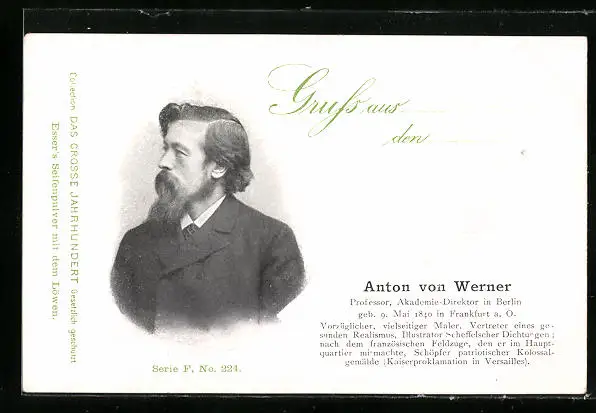 Collection DAS GROSSE JAHRHUNDERT Gesetzlich geschützt
Esser's Seifenpulver mit dem Löwen.
Gruss aus
den
Anton von Werner
Professor, Akademie-Direktor in Berlin
geb. 9. Mai 1840 in Frankfurt a. O.
Vorzüglicher, vielseitiger Maler, Vertreter eines ge-
sunden Realismus, Illustrator Scheffelscher Dichtungen;
nach dem französischen Feldzuge, den er im Haupt-
quartier mitmachte, Schöpfer patriotischer Kolossal-
gemälde (Kaiserproklamation in Versailles).
Serie F, No. 224.